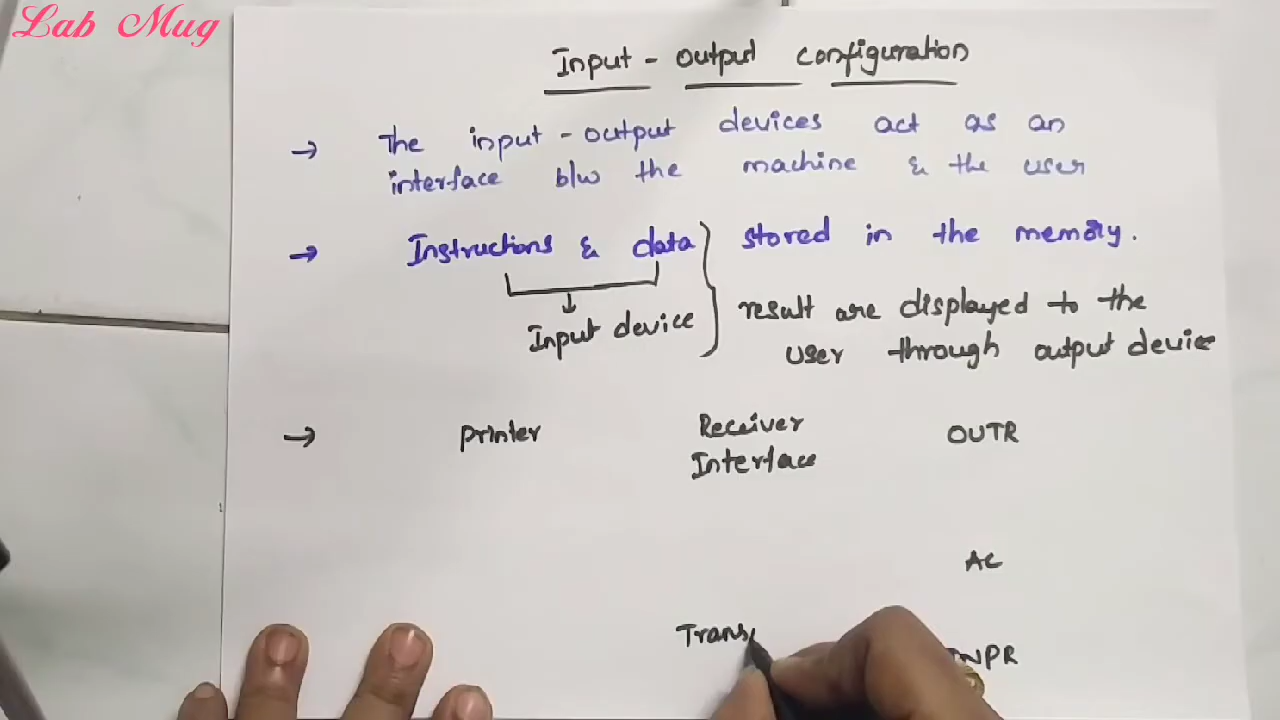 Lab Mug
Input - output configuration
→ The input - output devices act as an
interface b/w the machine & the user
→ Instructions & data } stored in the memory.
Input device
result are displayed to the
user through output device
→ Printer Receiver Interface OUTR
AC
Trans
INPR